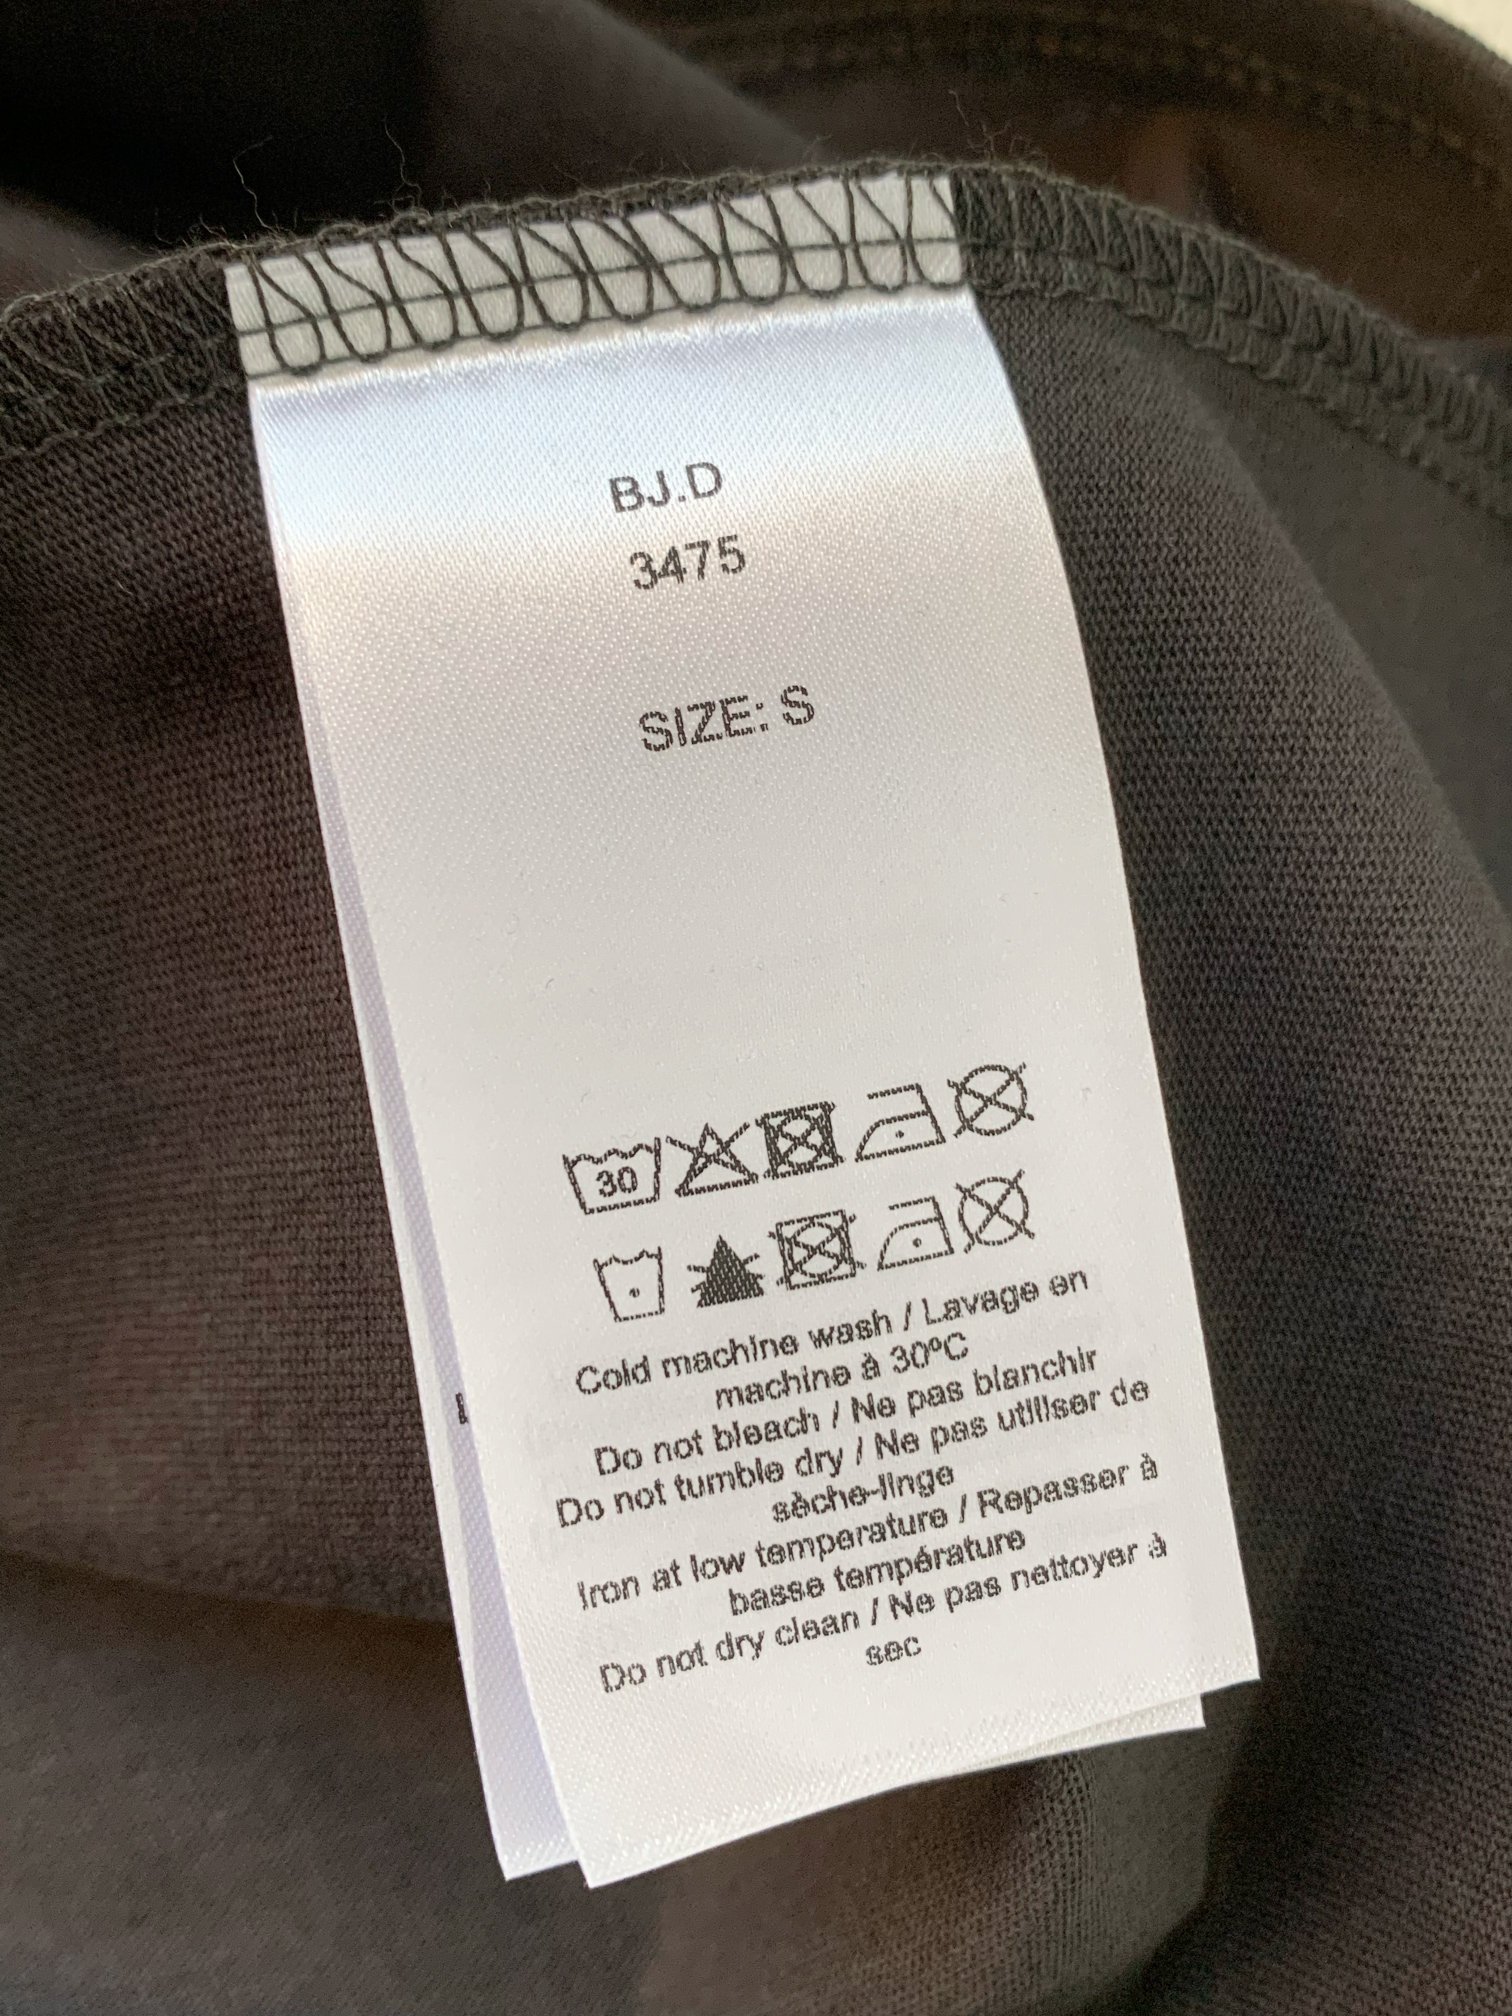 BJ.D
3475
SIZE: S
30
Cold machine wash / Lavage en
machine à 30ºC
Do not bleach / Ne pas blanchir
Do not tumble dry / Ne pas utiliser de
sèche-linge
Iron at low temperature / Repasser à
basse température
Do not dry clean / Ne pas nettoyer à
sec